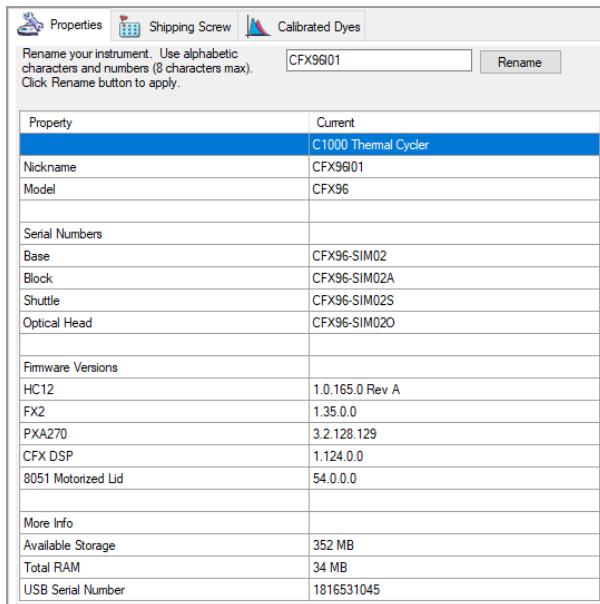 Properties Shipping Screw Calibrated Dyes
Rename your instrument. Use alphabetic
characters and numbers (8 characters max).
Click Rename button to apply.
CFX96I01 Rename
Property Current
C1000 Thermal Cycler
Nickname CFX96I01
Model CFX96
Serial Numbers
Base CFX96-SIM02
Block CFX96-SIM02A
Shuttle CFX96-SIM02S
Optical Head CFX96-SIM02O
Firmware Versions
HC12 1.0.165.0 Rev A
FX2 1.35.0.0
PXA270 3.2.128.129
CFX DSP 1.124.0.0
8051 Motorized Lid 54.0.0.0
More Info
Available Storage 352 MB
Total RAM 34 MB
USB Serial Number 1816531045